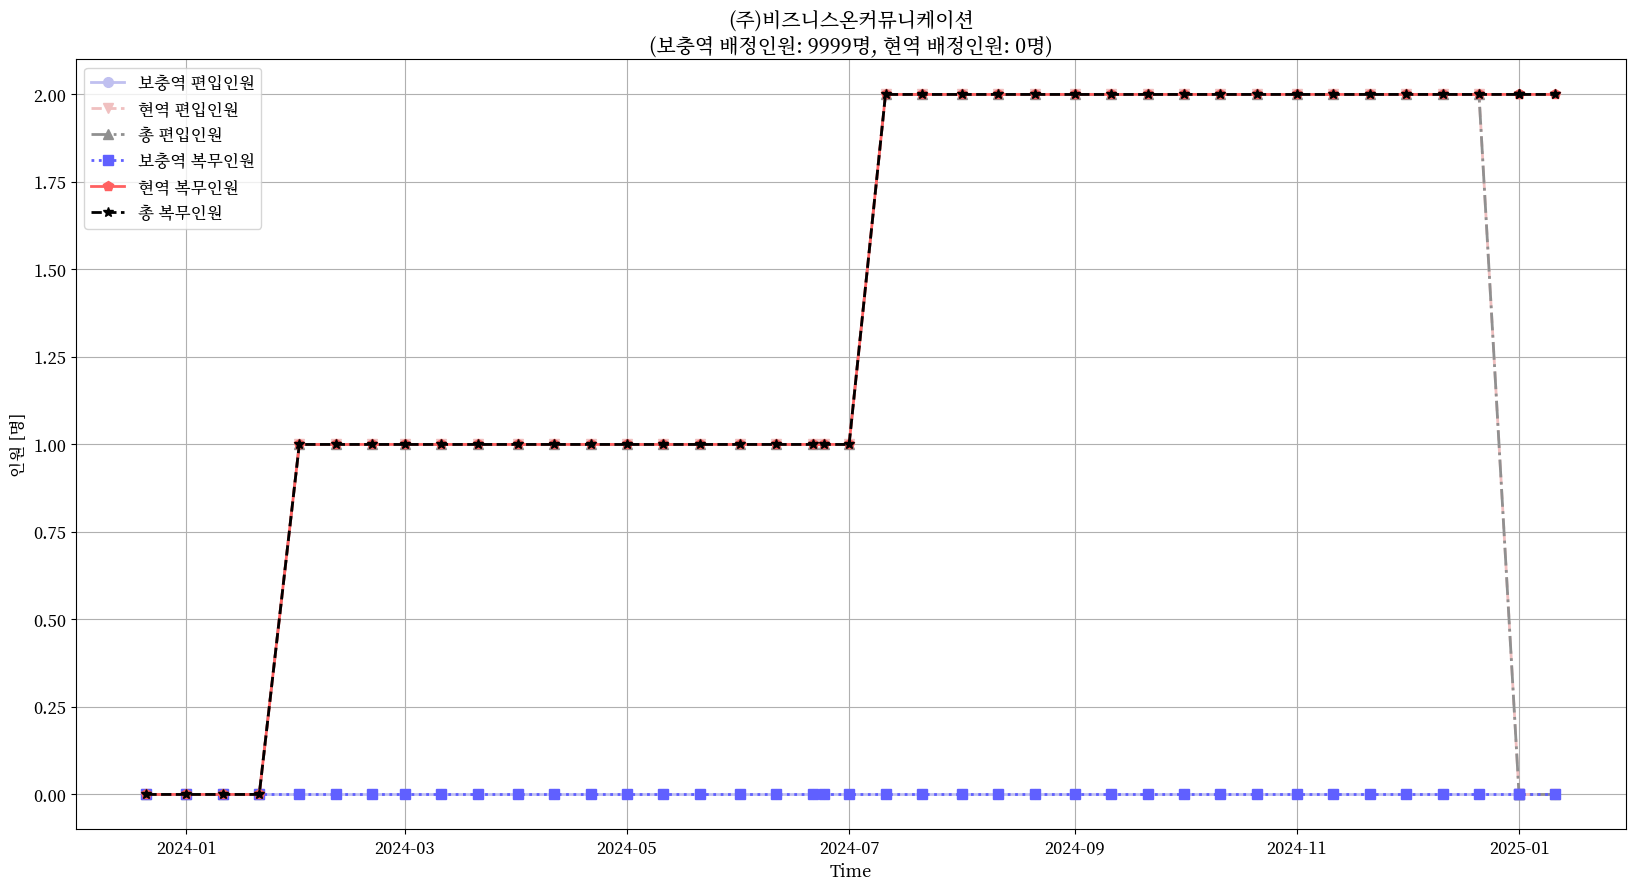 (주)비즈니스온커뮤니케이션
(보충역 배정인원: 9999명, 현역 배정인원: 0명)
보충역 편입인원
현역 편입인원
총 편입인원
보충역 복무인원
현역 복무인원
총 복무인원
인원 [명]
2.00
1.75
1.50
1.25
1.00
0.75
0.50
0.25
0.00
2024-01 2024-03 2024-05 2024-07 2024-09 2024-11 2025-01
Time